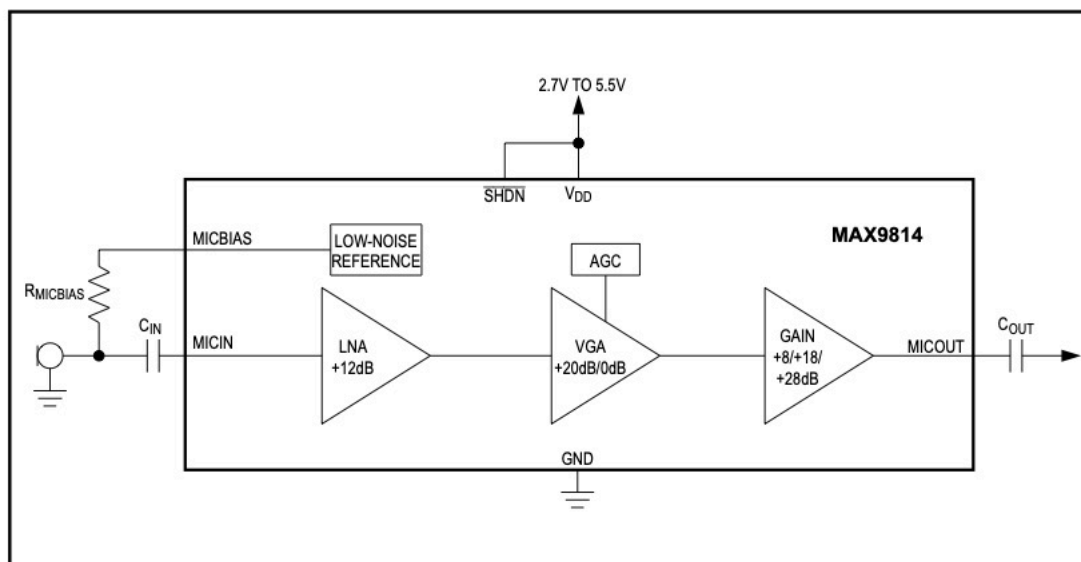 2.7V TO 5.5V
SHDN
VDD
MAX9814
MICBIAS
LOW-NOISE
REFERENCE
AGC
RMICBIAS
CIN
MICIN
LNA
+12dB
VGA
+20dB/0dB
GAIN
+8/+18/
+28dB
MICOUT
COUT
GND